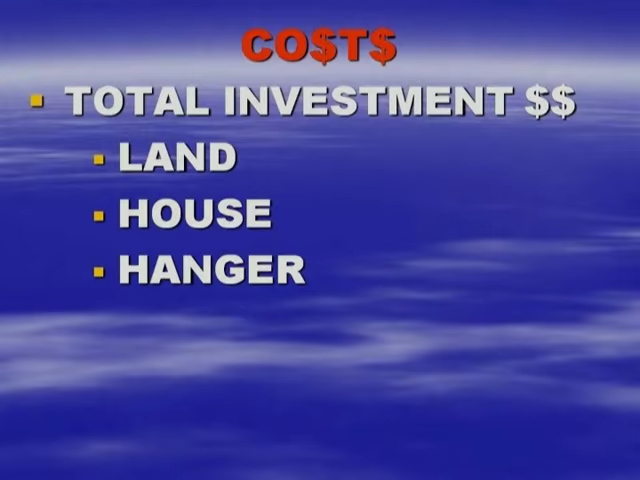 CO$T$
TOTAL INVESTMENT $$
LAND
HOUSE
HANGER